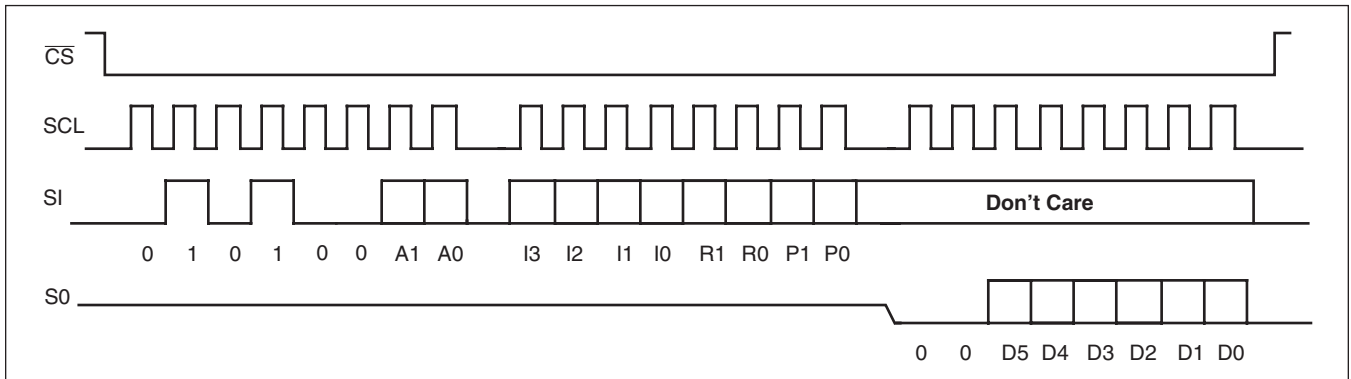 CS
SCL
SI
Don't Care
0 1 0 1 0 0 A1 A0 I3 I2 I1 I0 R1 R0 P1 P0
S0
0 0 D5 D4 D3 D2 D1 D0